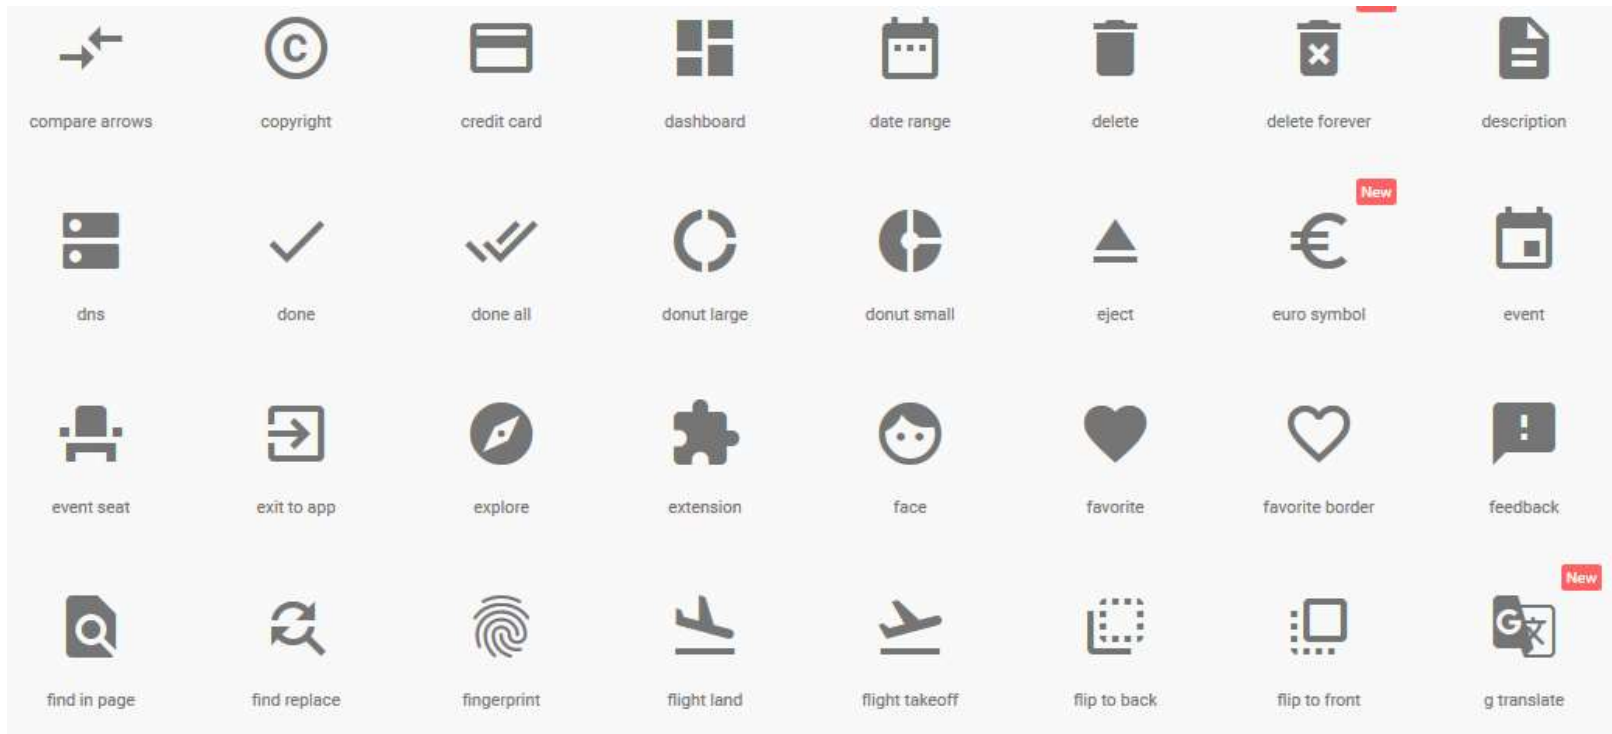 C
compare arrows
copyright
credit card
dashboard
date range
delete
delete forever
description
New
dns
done
done all
donut large
donut small
eject
euro symbol
event
event seat
exit to app
explore
extension
face
favorite
favorite border
feedback
New
G 文
find in page
find replace
fingerprint
flight land
flight takeoff
flip to back
flip to front
g translate